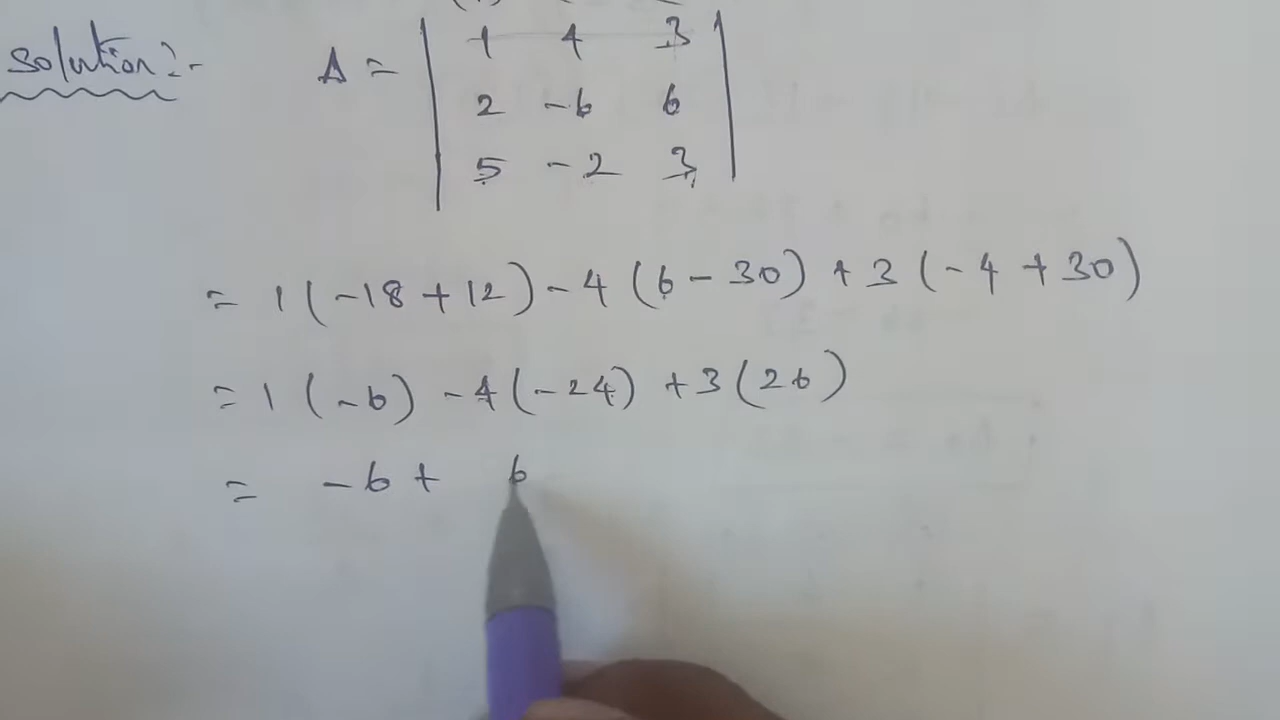 Solution:-
Δ = | 1 4 3 |
| 2 -6 6 |
| 5 -2 3 |
= 1 (-18 + 12) - 4 (6 - 30) + 3 (-4 + 30)
= 1 (-6) - 4 (-24) + 3 (26)
= -6 + 6